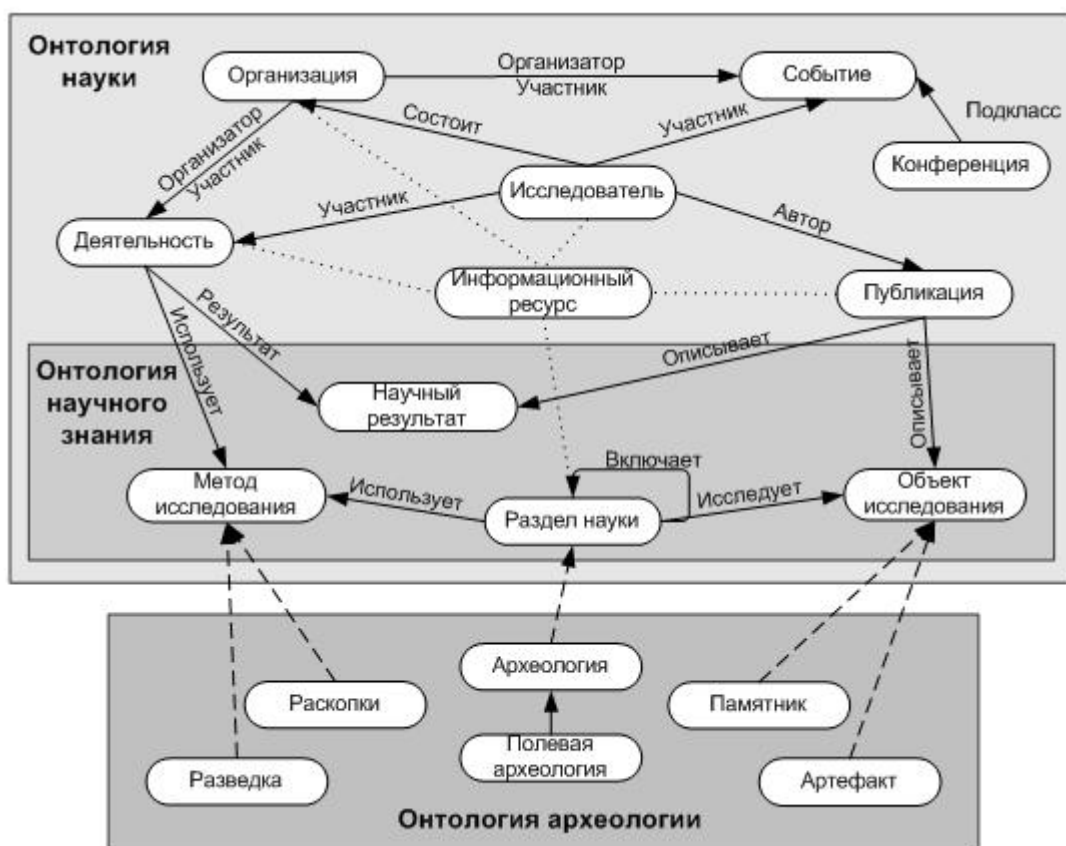 Онтология
науки
Организация
Организатор
Участник
Событие
Подкласс
Конференция
Состоит
Участник
Организатор
Участник
Исследователь
Участник
Автор
Деятельность
Информационный
ресурс
Публикация
Результат
Использует
Описывает
Описывает
Онтология
научного
знания
Научный
результат
Метод
исследования
Использует
Включает
Раздел науки
Исследует
Объект
исследования
Археология
Раскопки
Памятник
Полевая
археология
Разведка
Артефакт
Онтология археологии